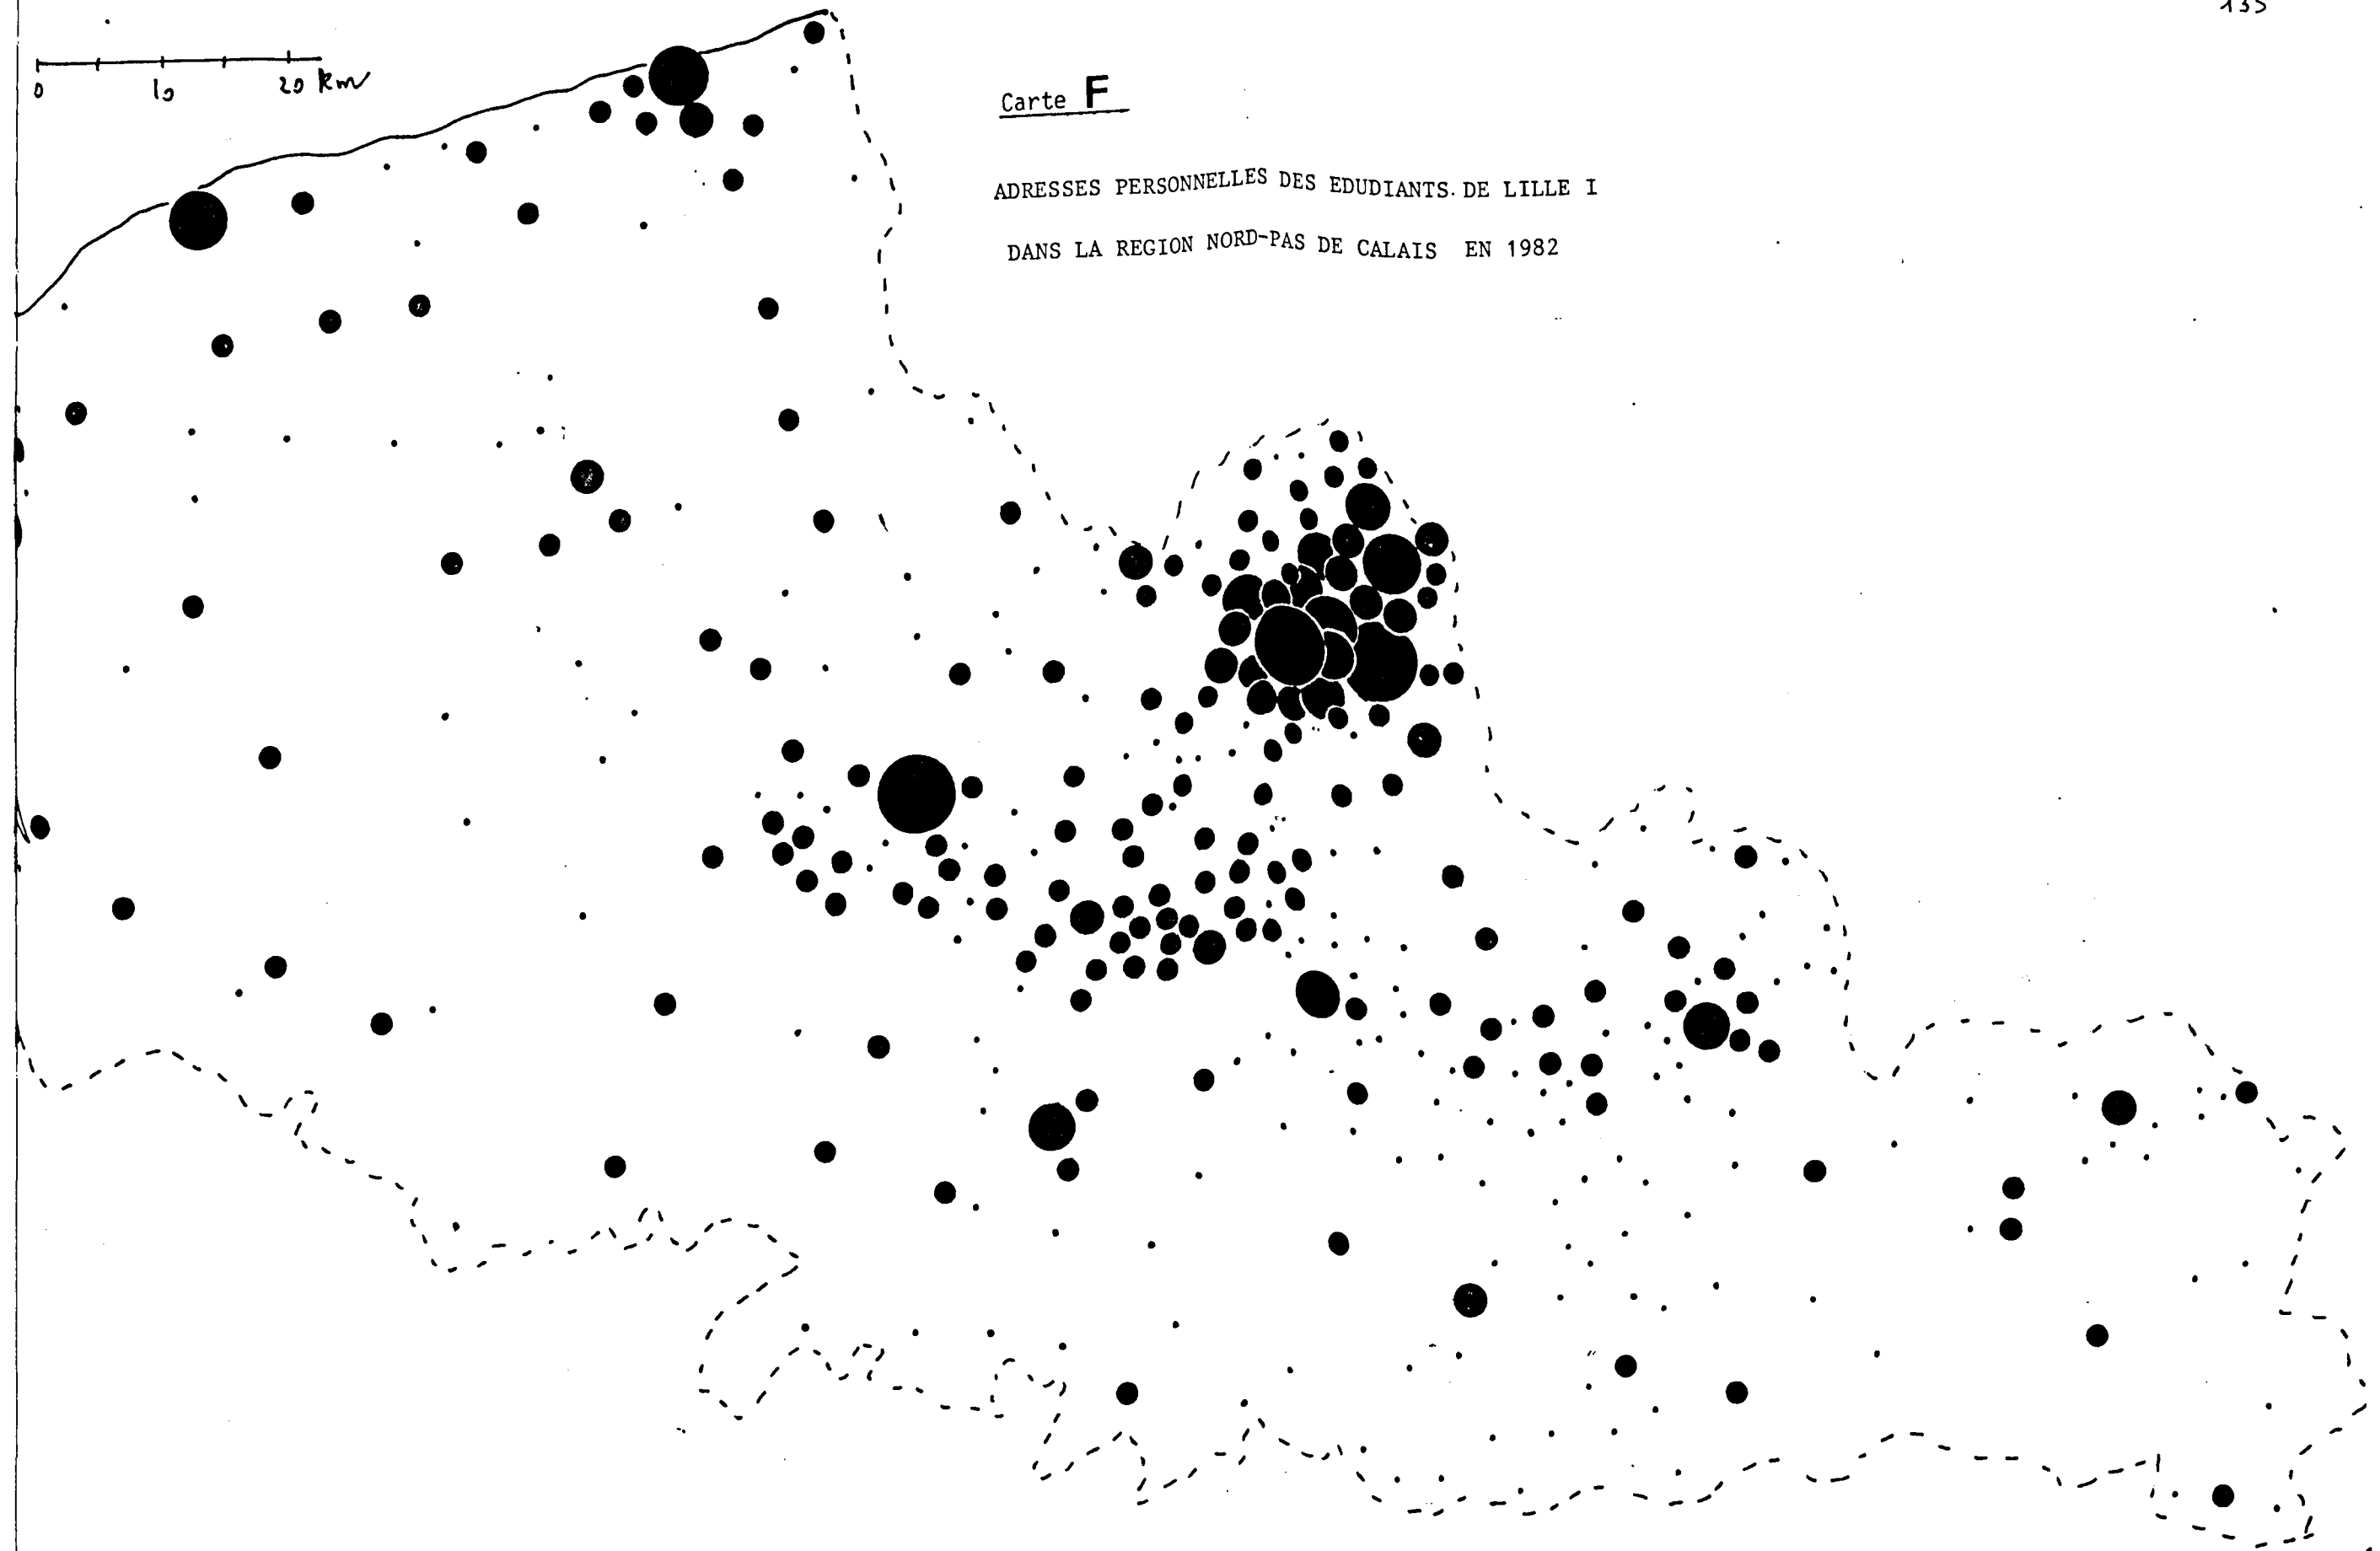 135
0 10 20 km
Carte F
ADRESSES PERSONNELLES DES EDUDIANTS. DE LILLE I
DANS LA REGION NORD-PAS DE CALAIS EN 1982